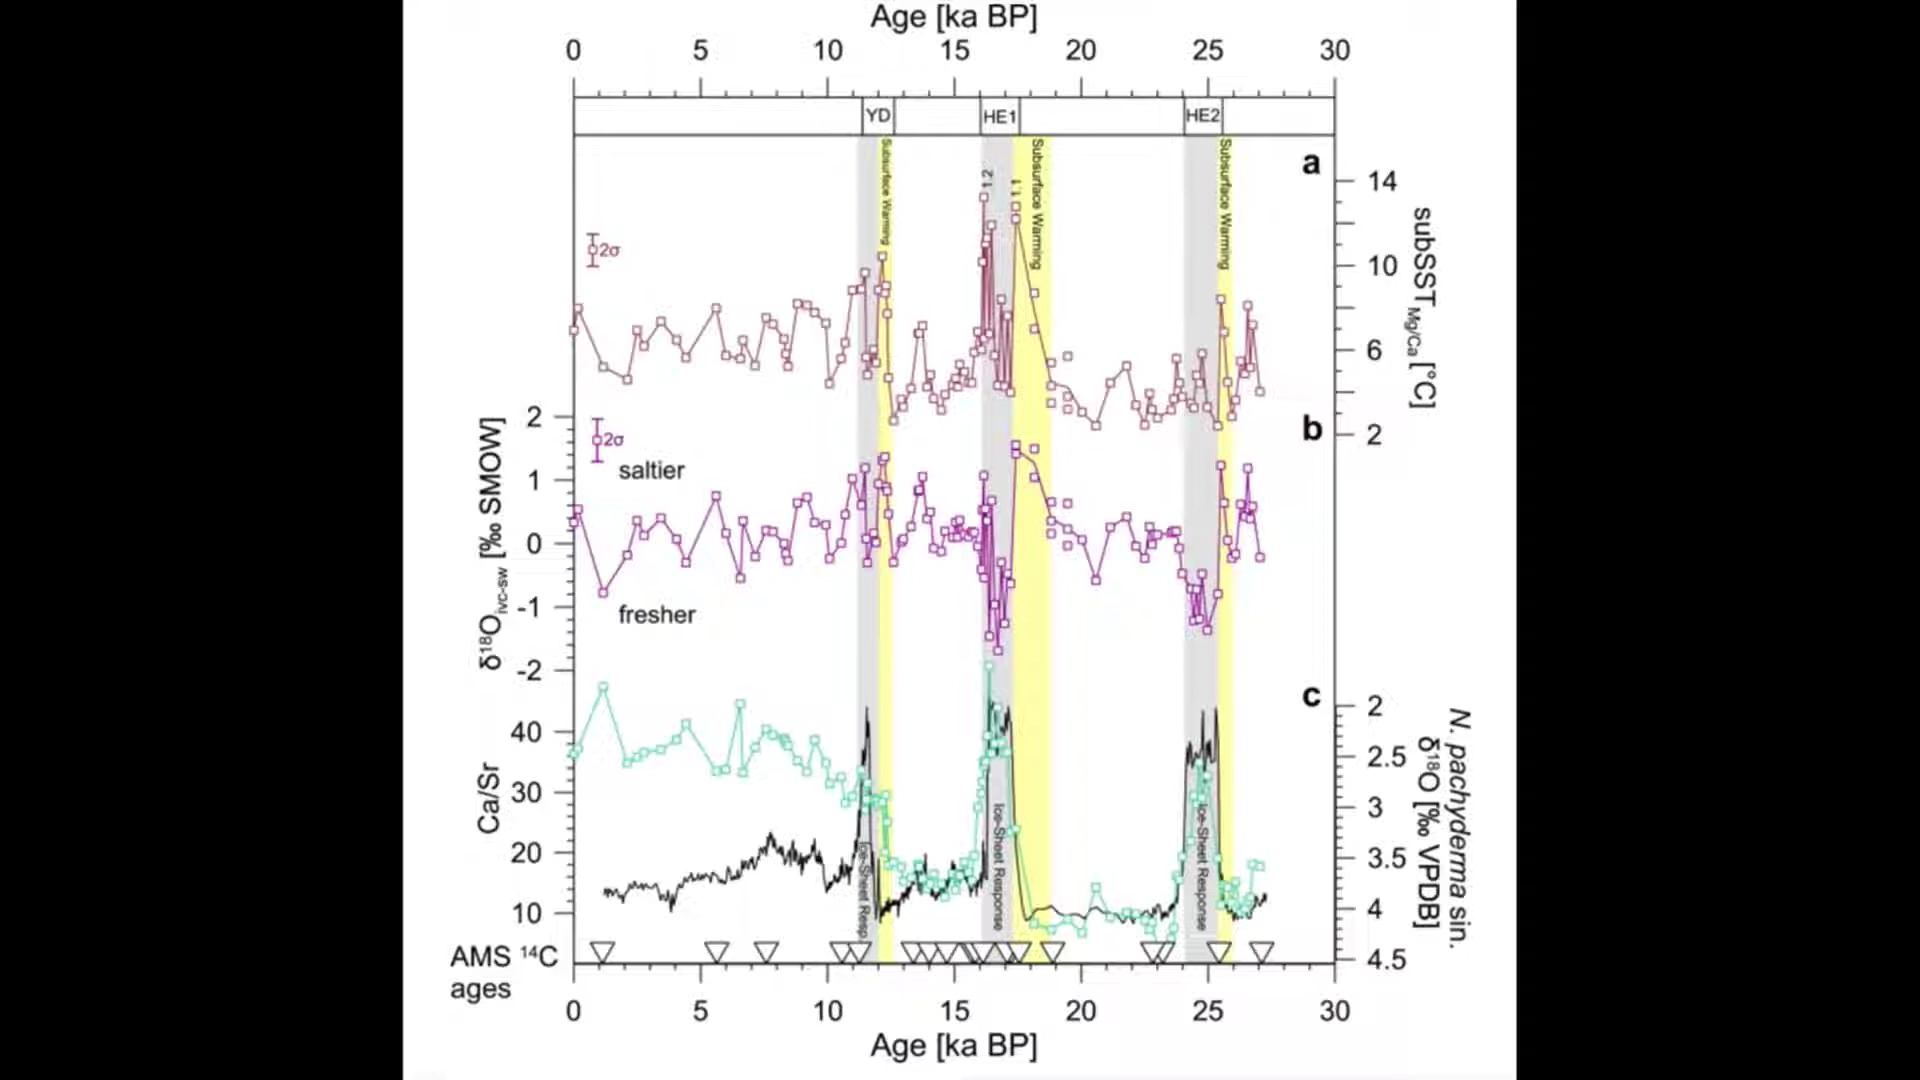 Age [ka BP]
0 5 10 15 20 25 30
YD HE1 HE2
a
Subsurface Warming
Subsurface Warming
Subsurface Warming
1.2
1.1
14
10
6
2
subSST Mg/Ca [°C]
2σ
b
2σ
saltier
fresher
2
1
0
-1
-2
δ¹⁸O ivc-sw [‰ SMOW]
c
40
30
20
10
Ca/Sr
2
2.5
3
3.5
4
4.5
N. pachyderma sin.
δ¹⁸O [‰ VPDB]
Ice-Sheet Resp.
Ice-Sheet Response
Ice-Sheet Response
AMS ¹⁴C
ages
0 5 10 15 20 25 30
Age [ka BP]